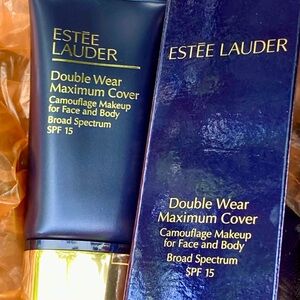 ESTĒE
LAUDER
Double Wear
Maximum Cover
Camouflage Makeup
for Face and Body
Broad Spectrum
SPF 15
ESTĒE LAUDER
Double Wear
Maximum Cover
Camouflage Makeup
for Face and Body
Broad Spectrum
SPF 15